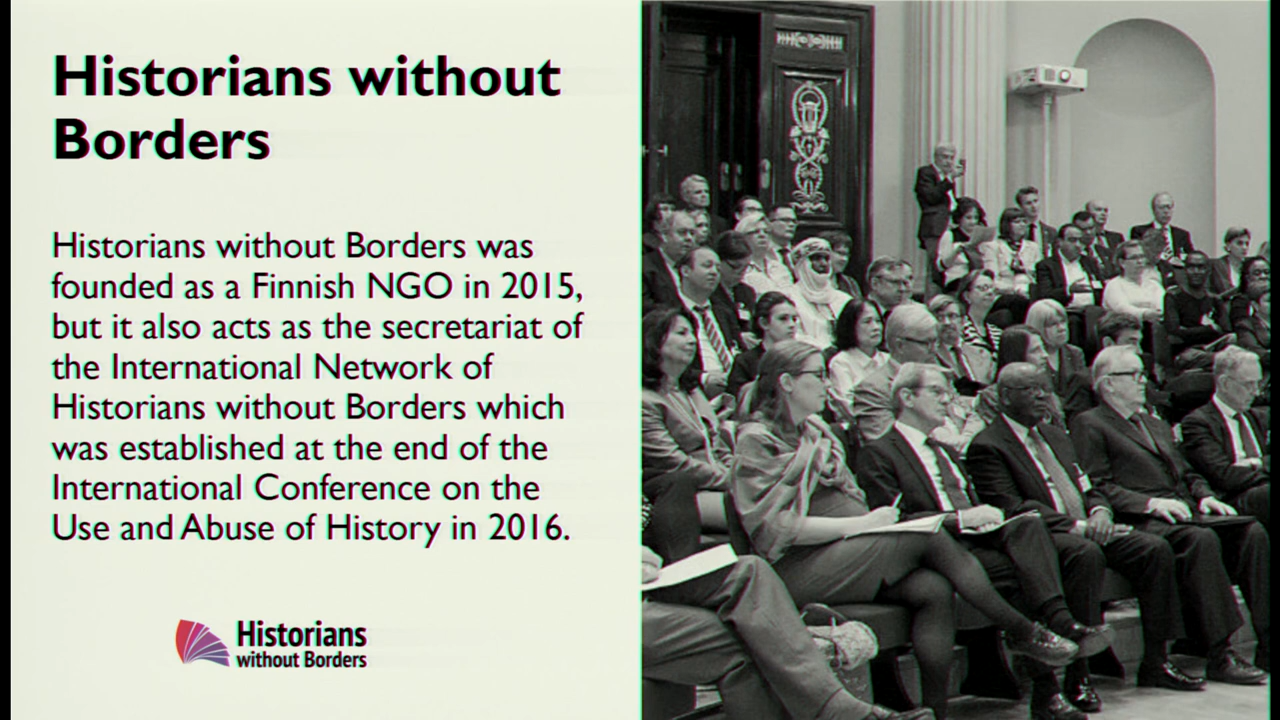 Historians without
Borders
Historians without Borders was
founded as a Finnish NGO in 2015,
but it also acts as the secretariat of
the International Network of
Historians without Borders which
was established at the end of the
International Conference on the
Use and Abuse of History in 2016.
Historians
without Borders